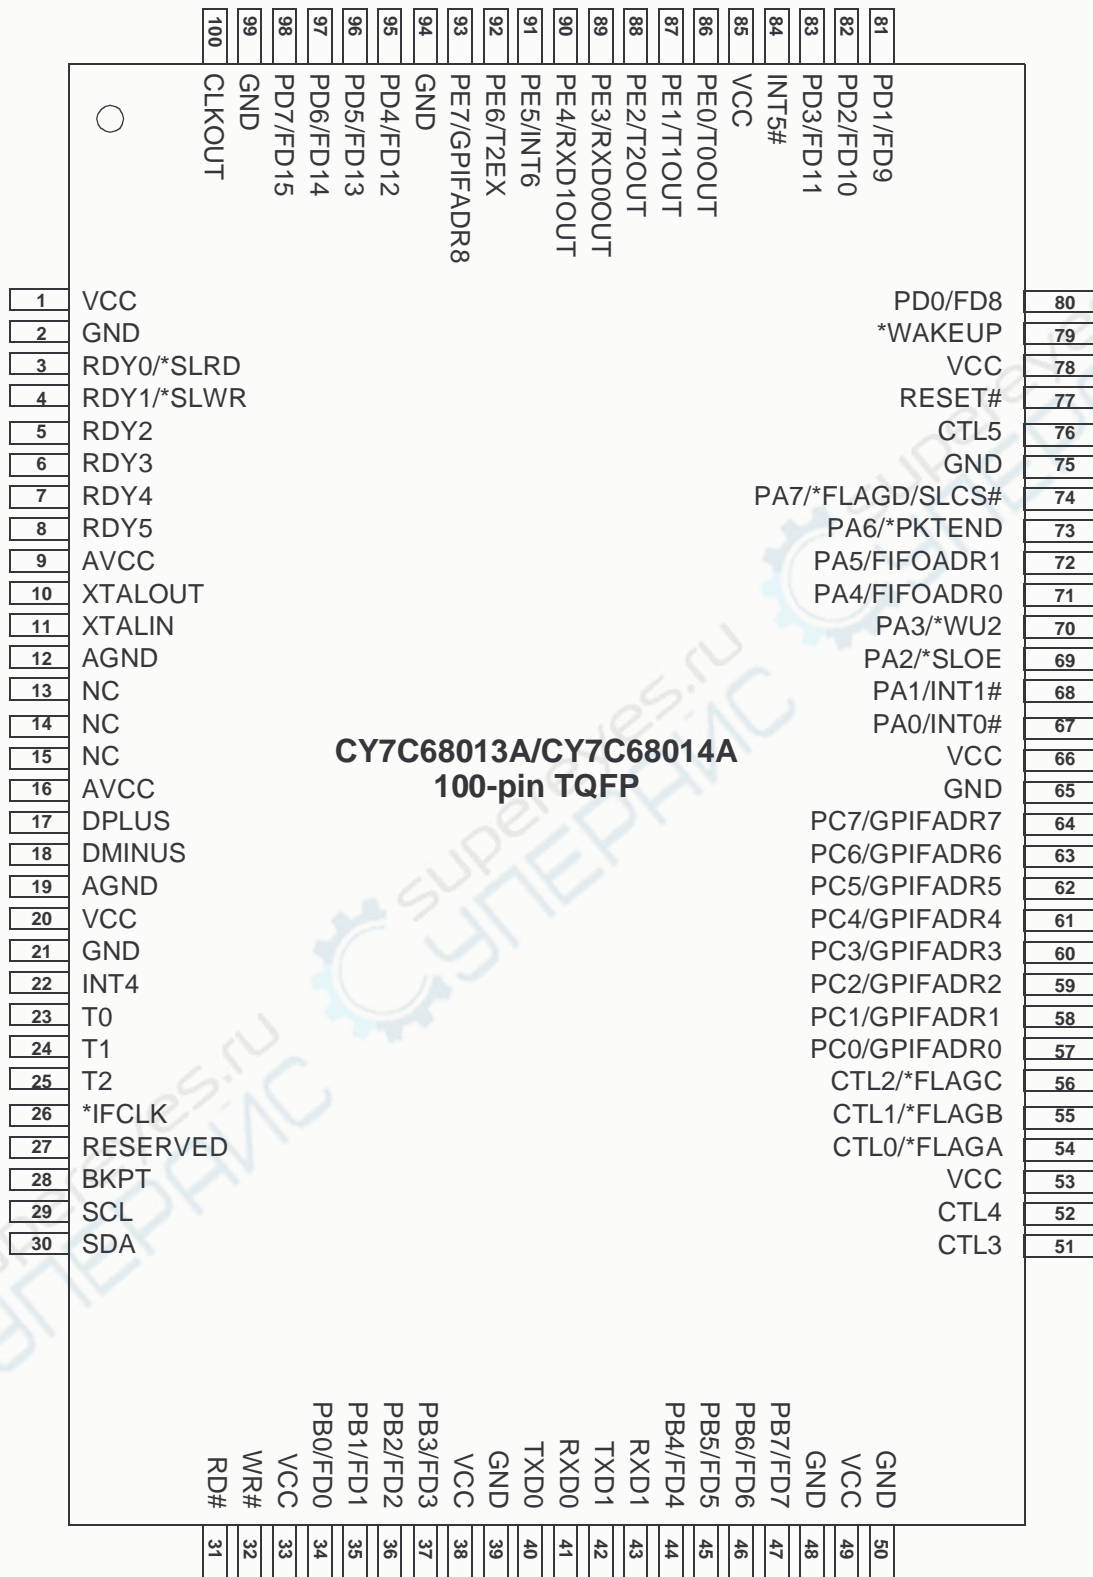 100 99 98 97 96 95 94 93 92 91 90 89 88 87 86 85 84 83 82 81
CLKOUT
GND
PD7/FD15
PD6/FD14
PD5/FD13
PD4/FD12
GND
PE7/GPIFADR8
PE6/T2EX
PE5/INT6
PE4/RXD1OUT
PE3/RXD0OUT
PE2/T2OUT
PE1/T1OUT
PE0/T0OUT
VCC
INT5#
PD3/FD11
PD2/FD10
PD1/FD9
1 VCC
2 GND
3 RDY0/*SLRD
4 RDY1/*SLWR
5 RDY2
6 RDY3
7 RDY4
8 RDY5
9 AVCC
10 XTALOUT
11 XTALIN
12 AGND
13 NC
14 NC
15 NC
16 AVCC
17 DPLUS
18 DMINUS
19 AGND
20 VCC
21 GND
22 INT4
23 T0
24 T1
25 T2
26 *IFCLK
27 RESERVED
28 BKPT
29 SCL
30 SDA
CY7C68013A/CY7C68014A
100-pin TQFP
PD0/FD8 80
*WAKEUP 79
VCC 78
RESET# 77
CTL5 76
GND 75
PA7/*FLAGD/SLCS# 74
PA6/*PKTEND 73
PA5/FIFOADR1 72
PA4/FIFOADR0 71
PA3/*WU2 70
PA2/*SLOE 69
PA1/INT1# 68
PA0/INT0# 67
VCC 66
GND 65
PC7/GPIFADR7 64
PC6/GPIFADR6 63
PC5/GPIFADR5 62
PC4/GPIFADR4 61
PC3/GPIFADR3 60
PC2/GPIFADR2 59
PC1/GPIFADR1 58
PC0/GPIFADR0 57
CTL2/*FLAGC 56
CTL1/*FLAGB 55
CTL0/*FLAGA 54
VCC 53
CTL4 52
CTL3 51
RD#
WR#
VCC
PB0/FD0
PB1/FD1
PB2/FD2
PB3/FD3
VCC
GND
TXD0
RXD0
TXD1
RXD1
PB4/FD4
PB5/FD5
PB6/FD6
PB7/FD7
GND
VCC
GND
31 32 33 34 35 36 37 38 39 40 41 42 43 44 45 46 47 48 49 50
supereyes.ru
СУПЕРАЙС